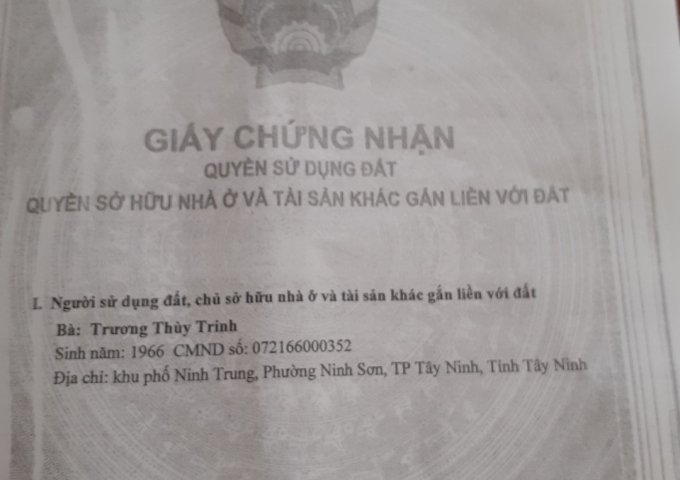 GIẤY CHỨNG NHẬN
QUYỀN SỬ DỤNG ĐẤT
QUYỀN SỞ HỮU NHÀ Ở VÀ TÀI SẢN KHÁC GẮN LIỀN VỚI ĐẤT
I. Người sử dụng đất, chủ sở hữu nhà ở và tài sản khác gắn liền với đất
Bà: Trương Thùy Trinh
Sinh năm: 1966 CMND số: 072166000352
Địa chỉ: khu phố Ninh Trung, Phường Ninh Sơn, TP Tây Ninh, Tỉnh Tây Ninh